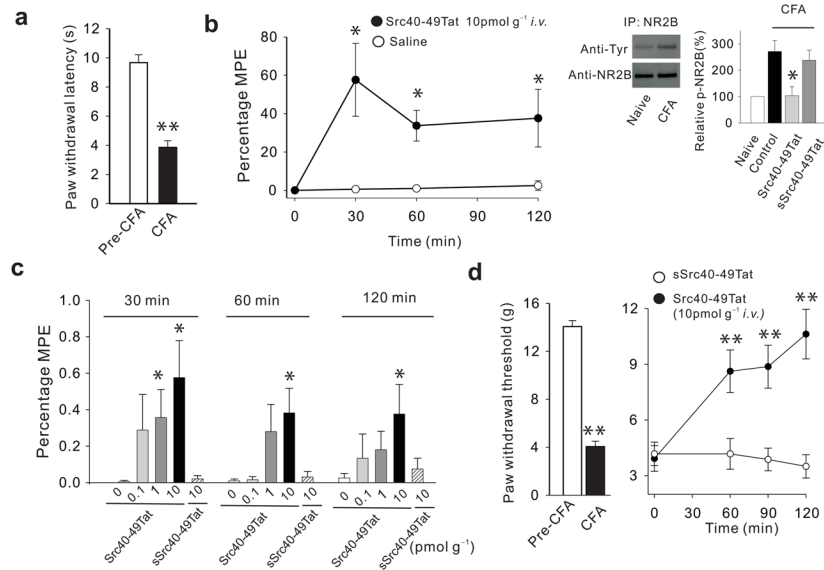 a
Paw withdrawal latency (s)
12
10
8
6
4
2
0
**
Pre-CFA
CFA
b
Src40-49Tat 10pmol g⁻¹ i.v.
Saline
Percentage MPE
80
60
40
20
0
*
*
*
0
30
60
90
120
Time (min)
IP: NR2B
Anti-Tyr
Anti-NR2B
Naive
CFA
CFA
Relative p-NR2B(%)
300
200
100
0
*
Naive
Control
Src40-49Tat
sSrc40-49Tat
c
30 min
60 min
120 min
Percentage MPE
1.0
0.8
0.6
0.4
0.2
0.0
*
*
*
*
0
0.1
1
10
10
0
0.1
1
10
10
0
0.1
1
10
10
Src40-49Tat
sSrc40-49Tat
Src40-49Tat
sSrc40-49Tat
Src40-49Tat
sSrc40-49Tat
(pmol g⁻¹)
d
sSrc40-49Tat
Src40-49Tat
(10pmol g⁻¹ i.v.)
Paw withdrawal threshold (g)
16
12
8
4
0
**
Pre-CFA
CFA
12
9
6
3
**
**
**
0
60
90
120
Time (min)